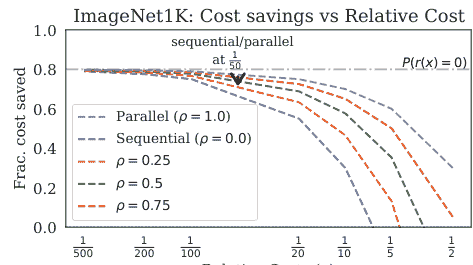 ImageNet1K: Cost savings vs Relative Cost
1.0
sequential/parallel
at 1/50
P(r(x) = 0)
0.8
Frac. cost saved
0.6
0.4
0.2
0.0
Parallel (ρ = 1.0)
Sequential (ρ = 0.0)
ρ = 0.25
ρ = 0.5
ρ = 0.75
1/500 1/200 1/100 1/20 1/10 1/5 1/2